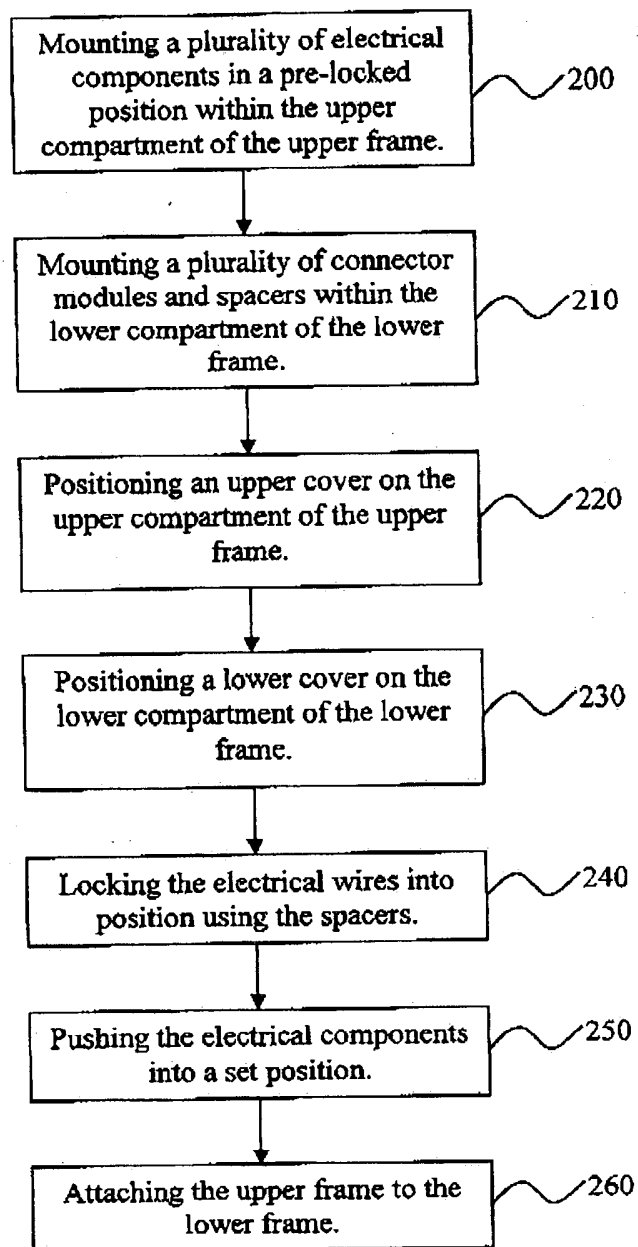 Mounting a plurality of electrical
components in a pre-locked
position within the upper
compartment of the upper frame.
200
Mounting a plurality of connector
modules and spacers within the
lower compartment of the lower
frame.
210
Positioning an upper cover on the
upper compartment of the upper
frame.
220
Positioning a lower cover on the
lower compartment of the lower
frame.
230
Locking the electrical wires into
position using the spacers.
240
Pushing the electrical components
into a set position.
250
Attaching the upper frame to the
lower frame.
260